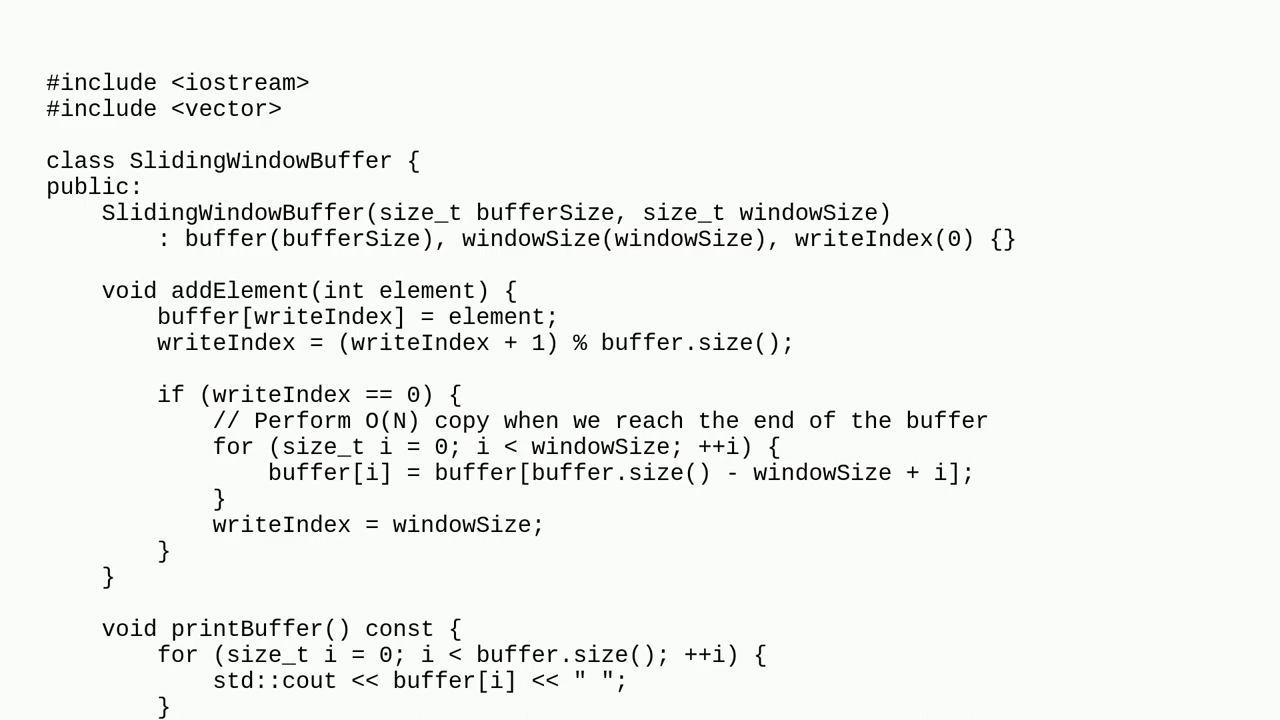 #include <iostream>
#include <vector>

class SlidingWindowBuffer {
public:
    SlidingWindowBuffer(size_t bufferSize, size_t windowSize)
        : buffer(bufferSize), windowSize(windowSize), writeIndex(0) {}

    void addElement(int element) {
        buffer[writeIndex] = element;
        writeIndex = (writeIndex + 1) % buffer.size();

        if (writeIndex == 0) {
            // Perform O(N) copy when we reach the end of the buffer
            for (size_t i = 0; i < windowSize; ++i) {
                buffer[i] = buffer[buffer.size() - windowSize + i];
            }
            writeIndex = windowSize;
        }
    }

    void printBuffer() const {
        for (size_t i = 0; i < buffer.size(); ++i) {
            std::cout << buffer[i] << " ";
        }